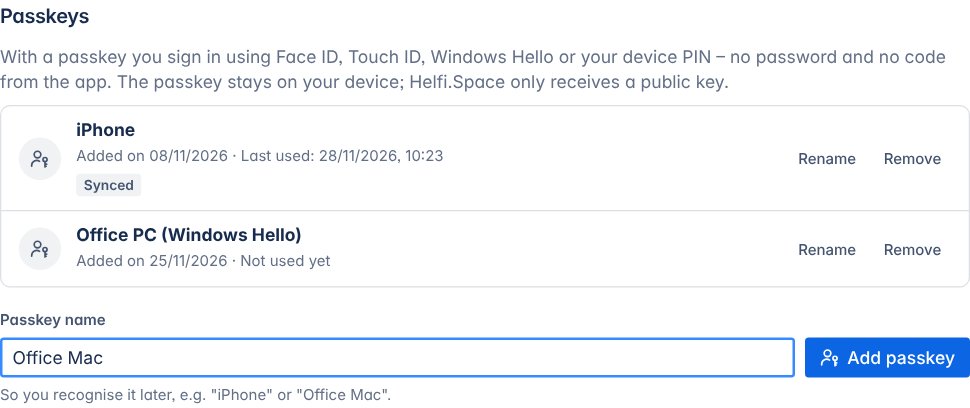 Passkeys
With a passkey you sign in using Face ID, Touch ID, Windows Hello or your device PIN – no password and no code
from the app. The passkey stays on your device; Helfi.Space only receives a public key.
iPhone
Added on 08/11/2026 · Last used: 28/11/2026, 10:23
Synced
Rename Remove
Office PC (Windows Hello)
Added on 25/11/2026 · Not used yet
Rename Remove
Passkey name
Office Mac
Add passkey
So you recognise it later, e.g. "iPhone" or "Office Mac".